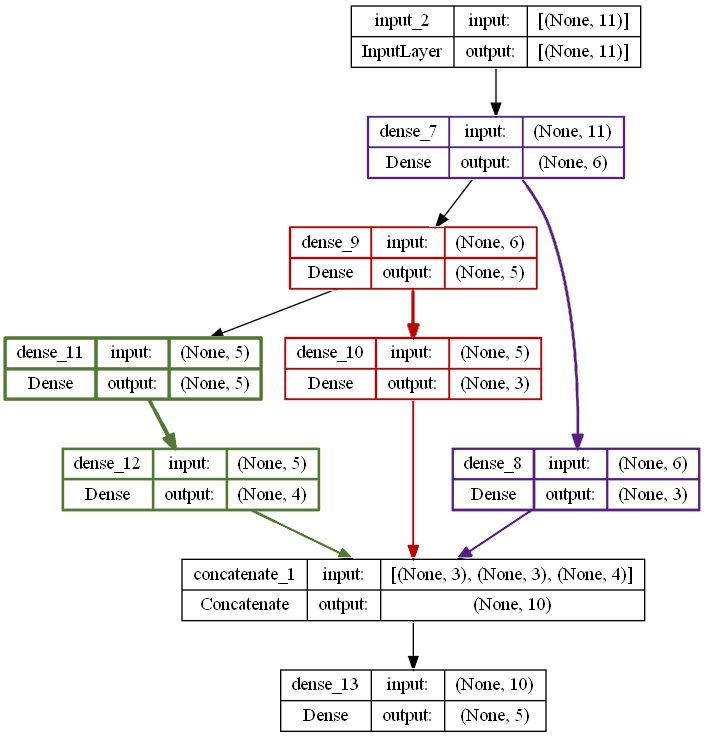 input_2 input: [(None, 11)]
InputLayer output: [(None, 11)]
dense_7 input: (None, 11)
Dense output: (None, 6)
dense_9 input: (None, 6)
Dense output: (None, 5)
dense_11 input: (None, 5)
Dense output: (None, 5)
dense_10 input: (None, 5)
Dense output: (None, 3)
dense_12 input: (None, 5)
Dense output: (None, 4)
dense_8 input: (None, 6)
Dense output: (None, 3)
concatenate_1 input: [(None, 3), (None, 3), (None, 4)]
Concatenate output: (None, 10)
dense_13 input: (None, 10)
Dense output: (None, 5)